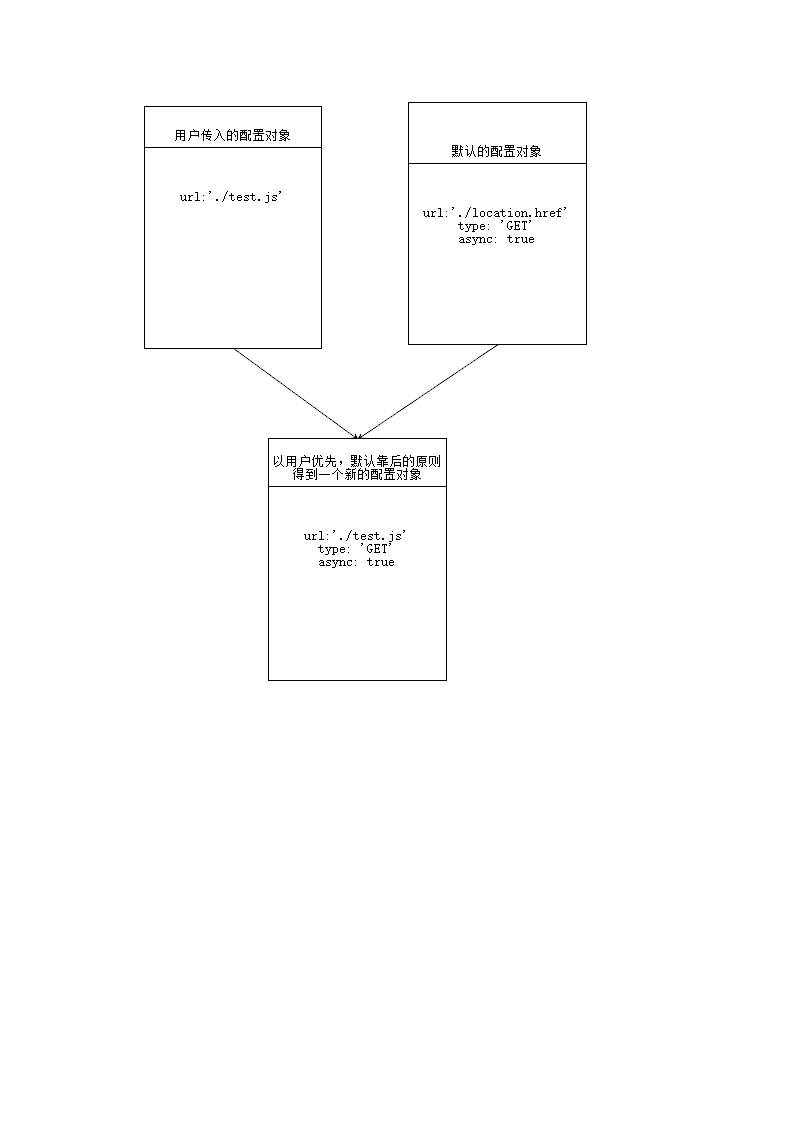 用户传入的配置对象
url:'./test.js'
默认的配置对象
url:'./location.href'
type: 'GET'
async: true
以用户优先，默认靠后的原则
得到一个新的配置对象
url:'./test.js'
type: 'GET'
async: true